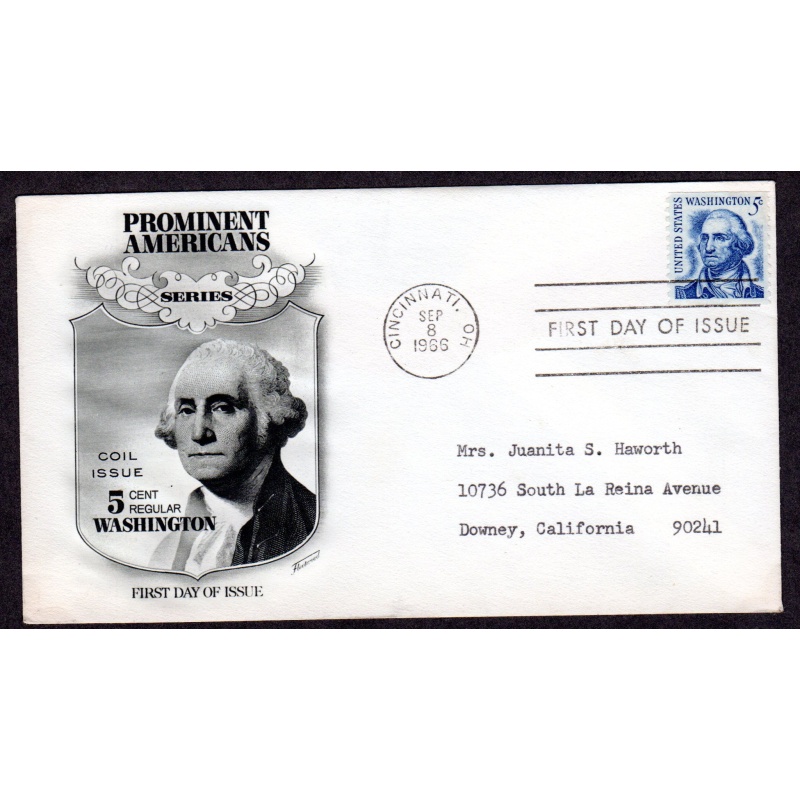 PROMINENT
AMERICANS
SERIES
COIL
ISSUE
5 CENT
REGULAR
WASHINGTON
Fleetwood
FIRST DAY OF ISSUE
CINCINNATI, OH
SEP
8
1966
UNITED STATES
WASHINGTON 5c
FIRST DAY OF ISSUE
Mrs. Juanita S. Haworth
10736 South La Reina Avenue
Downey, California 90241